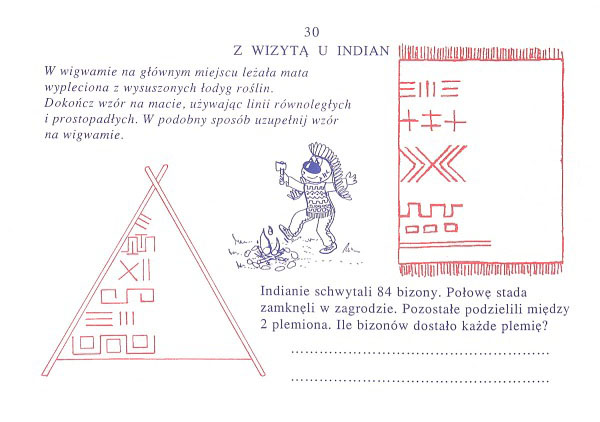 30
Z WIZYTĄ U INDIAN
W wigwamie na głównym miejscu leżała mata
wypleciona z wysuszonych łodyg roślin.
Dokończ wzór na macie, używając linii równoległych
i prostopadłych. W podobny sposób uzupełnij wzór
na wigwamie.
Indianie schwytali 84 bizony. Połowę stada
zamknęli w zagrodzie. Pozostałe podzielili między
2 plemiona. Ile bizonów dostało każde plemię?